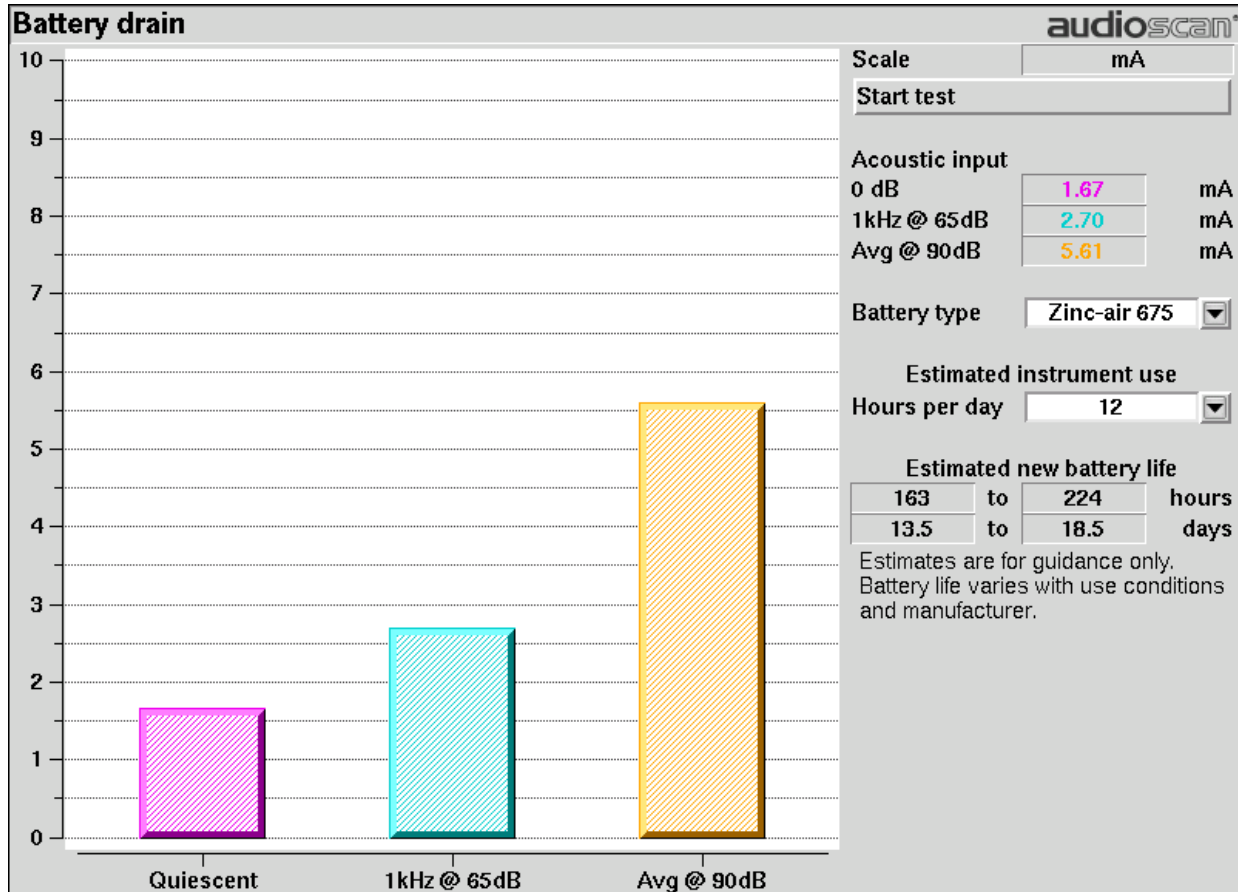 Battery drain
audioscan
10
9
8
7
6
5
4
3
2
1
0
Quiescent 1kHz @ 65dB Avg @ 90dB
Scale mA
Start test
Acoustic input
0 dB 1.67 mA
1kHz @ 65dB 2.70 mA
Avg @ 90dB 5.61 mA
Battery type Zinc-air 675
Estimated instrument use
Hours per day 12
Estimated new battery life
163 to 224 hours
13.5 to 18.5 days
Estimates are for guidance only.
Battery life varies with use conditions
and manufacturer.